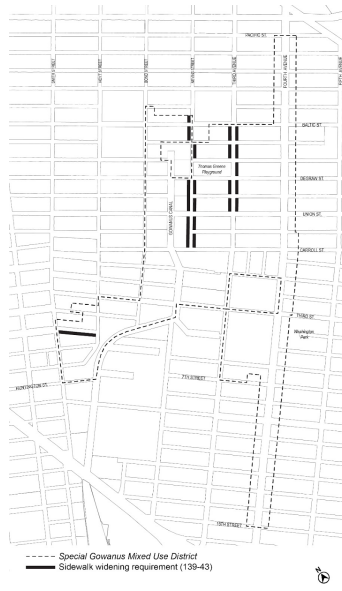 PACIFIC ST.
SMITH STREET
HOYT STREET
BOND STREET
NEVINS STREET
THIRD AVENUE
FOURTH AVENUE
FIFTH AVENUE
BALTIC ST.
Thomas Greene
Playground
DEGRAW ST.
GOWANUS CANAL
UNION ST.
CARROLL ST.
THIRD ST.
Washington
Park
7TH STREET
HUNTINGTON ST.
15TH STREET
Special Gowanus Mixed Use District
Sidewalk widening requirement (139-43)
N